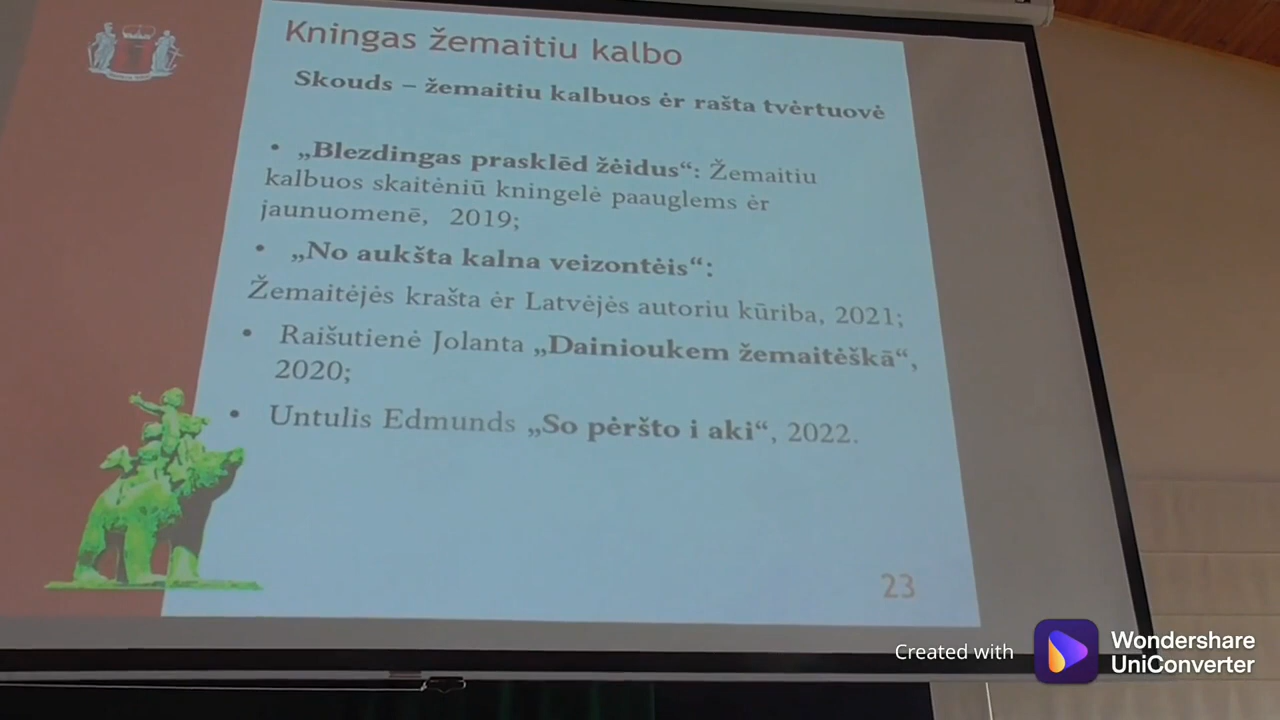 Kningas žemaitiu kalbo
Skouds – žemaitiu kalbuos ėr rašta tvėrtuovė
• „Blezdingas prasklēd žėidus“: Žemaitiu
kalbuos skaitėniū kningelė paauglems ėr
jaunuomenē, 2019;
• „No aukšta kalna veizontėis“:
Žemaitėjės krašta ėr Latvėjės autoriu kūriba, 2021;
• Raišutienė Jolanta „Dainioukem žemaitėškā“,
2020;
• Untulis Edmunds „So pėršto i aki“, 2022.
23
Created with
Wondershare
UniConverter